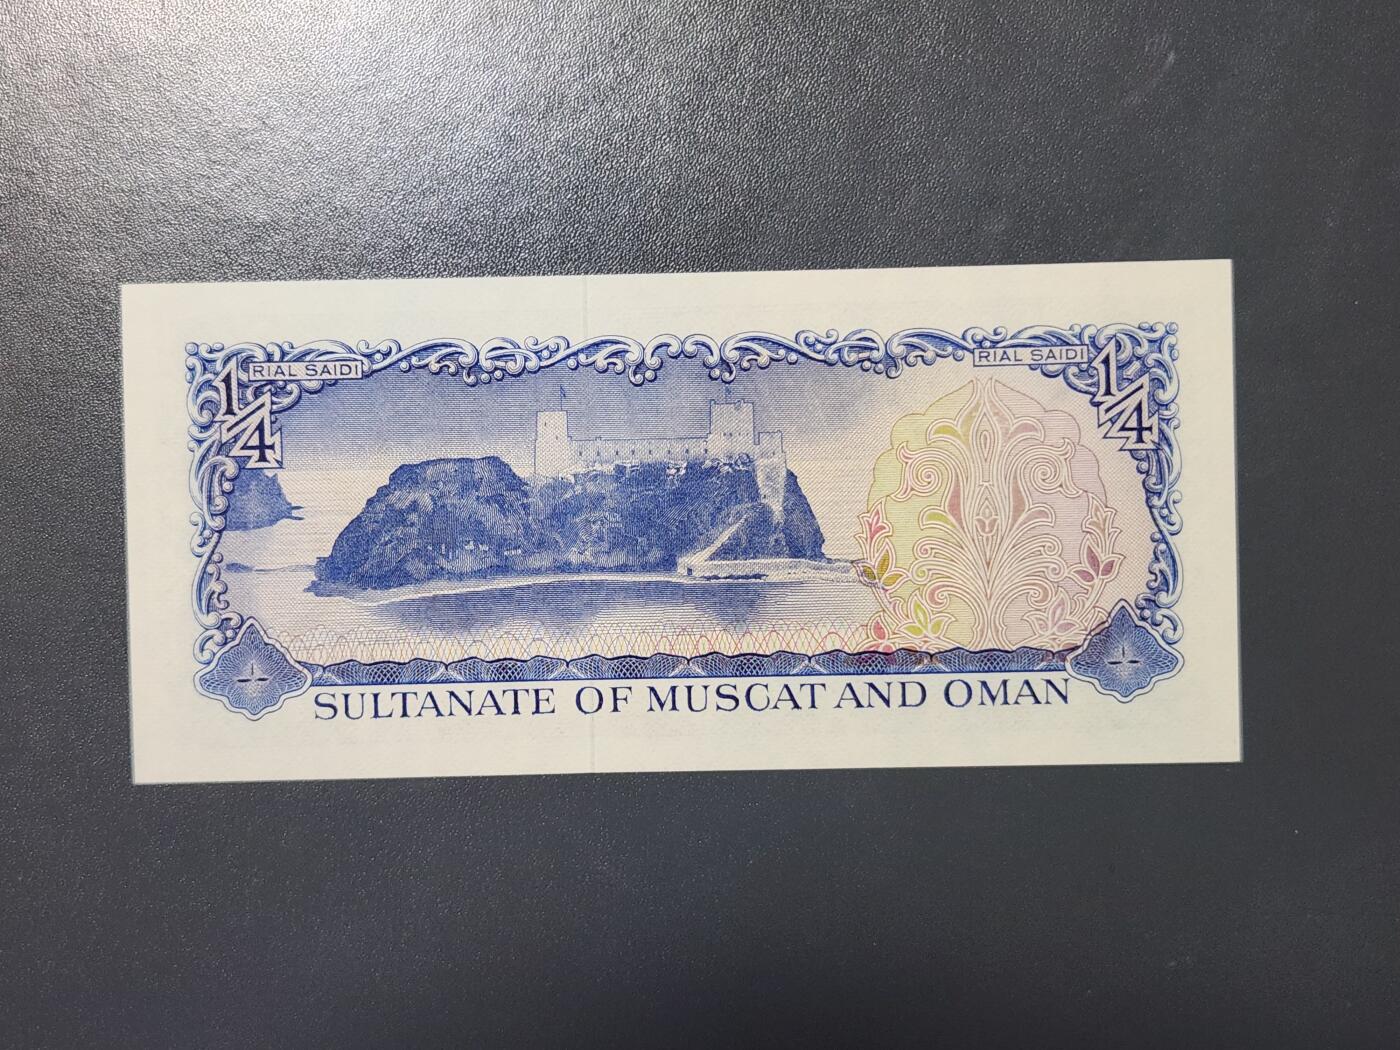 1/4 RIAL SAIDI
RIAL SAIDI 1/4
SULTANATE OF MUSCAT AND OMAN